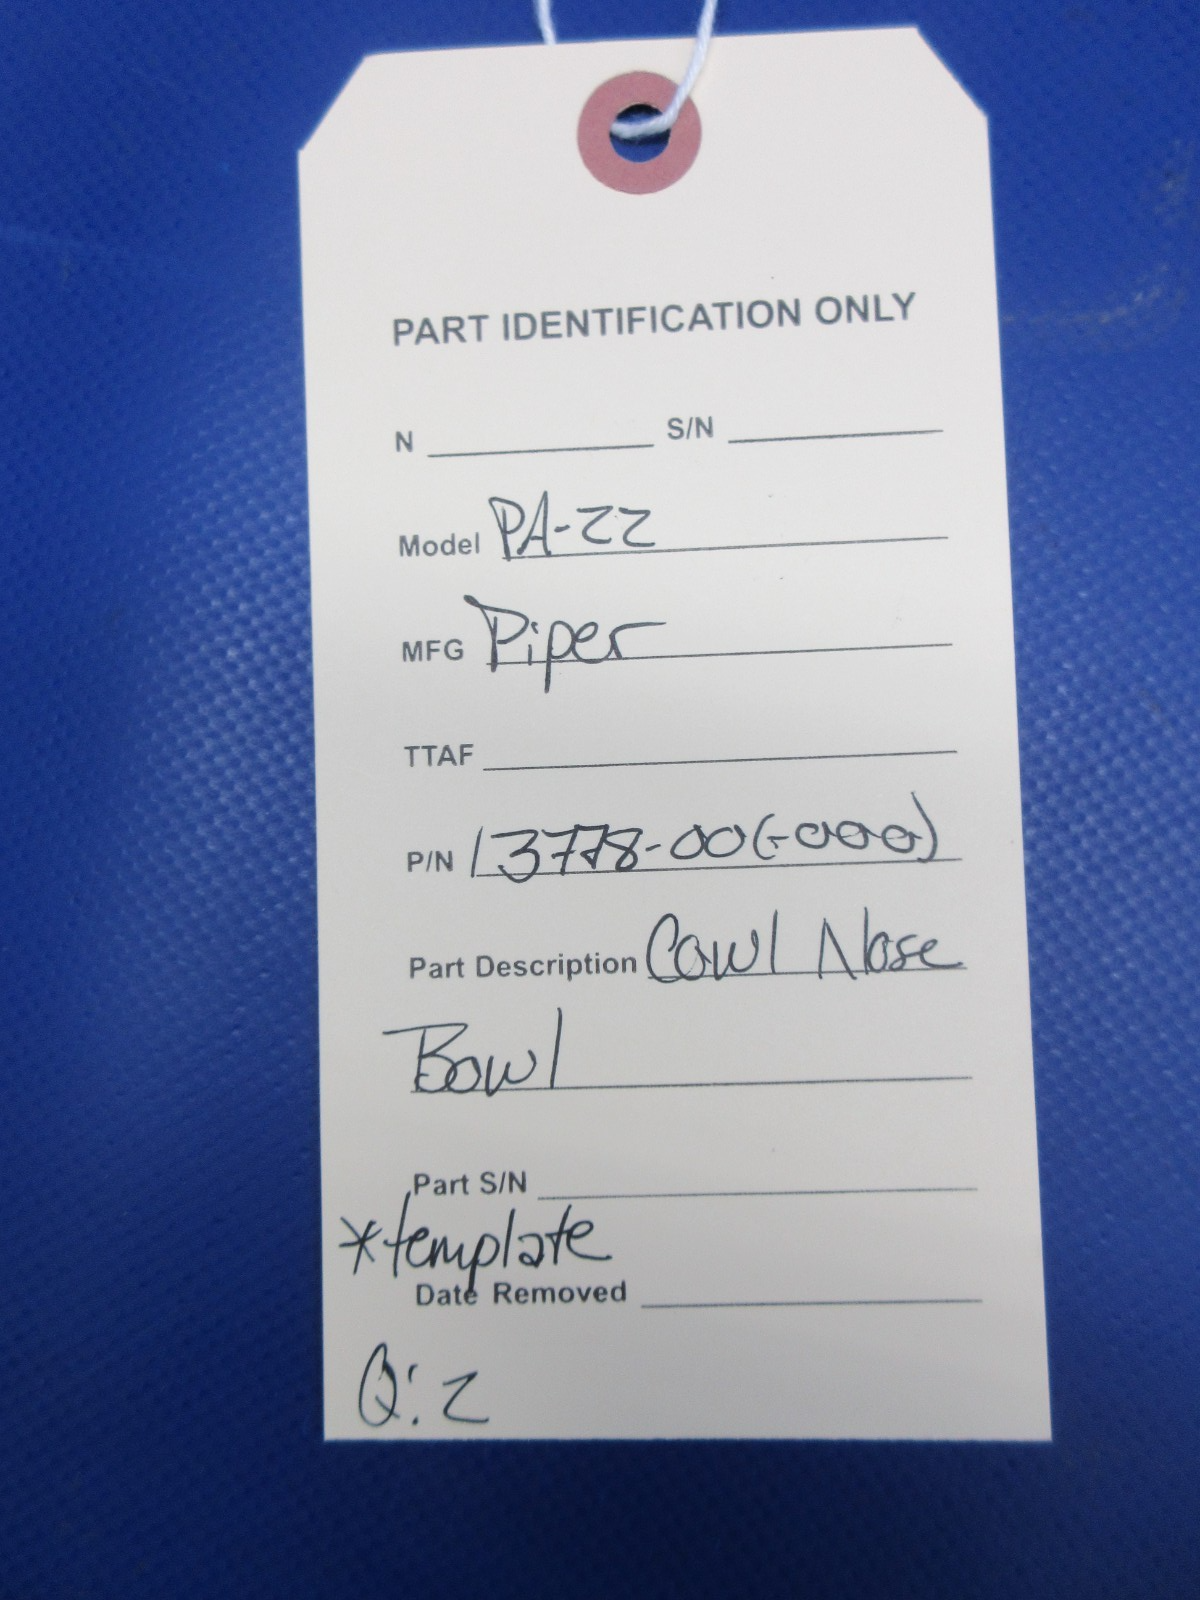 PART IDENTIFICATION ONLY
N S/N
Model PA-22
MFG Piper
TTAF
P/N 13778-00(-000)
Part Description Cowl Nose
Bowl
Part S/N
*template
Date Removed
Q: 2